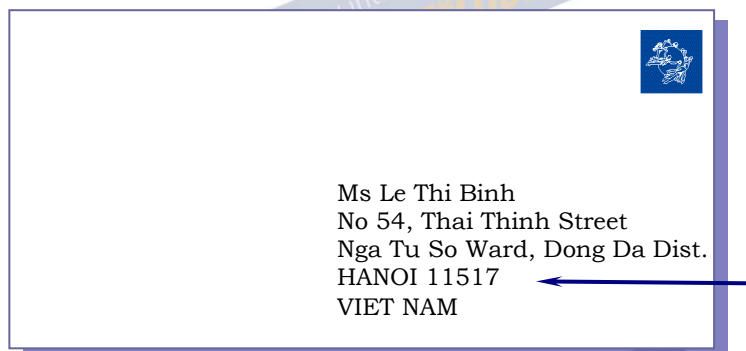 Ms Le Thi Binh
No 54, Thai Thinh Street
Nga Tu So Ward, Dong Da Dist.
HANOI 11517
VIET NAM